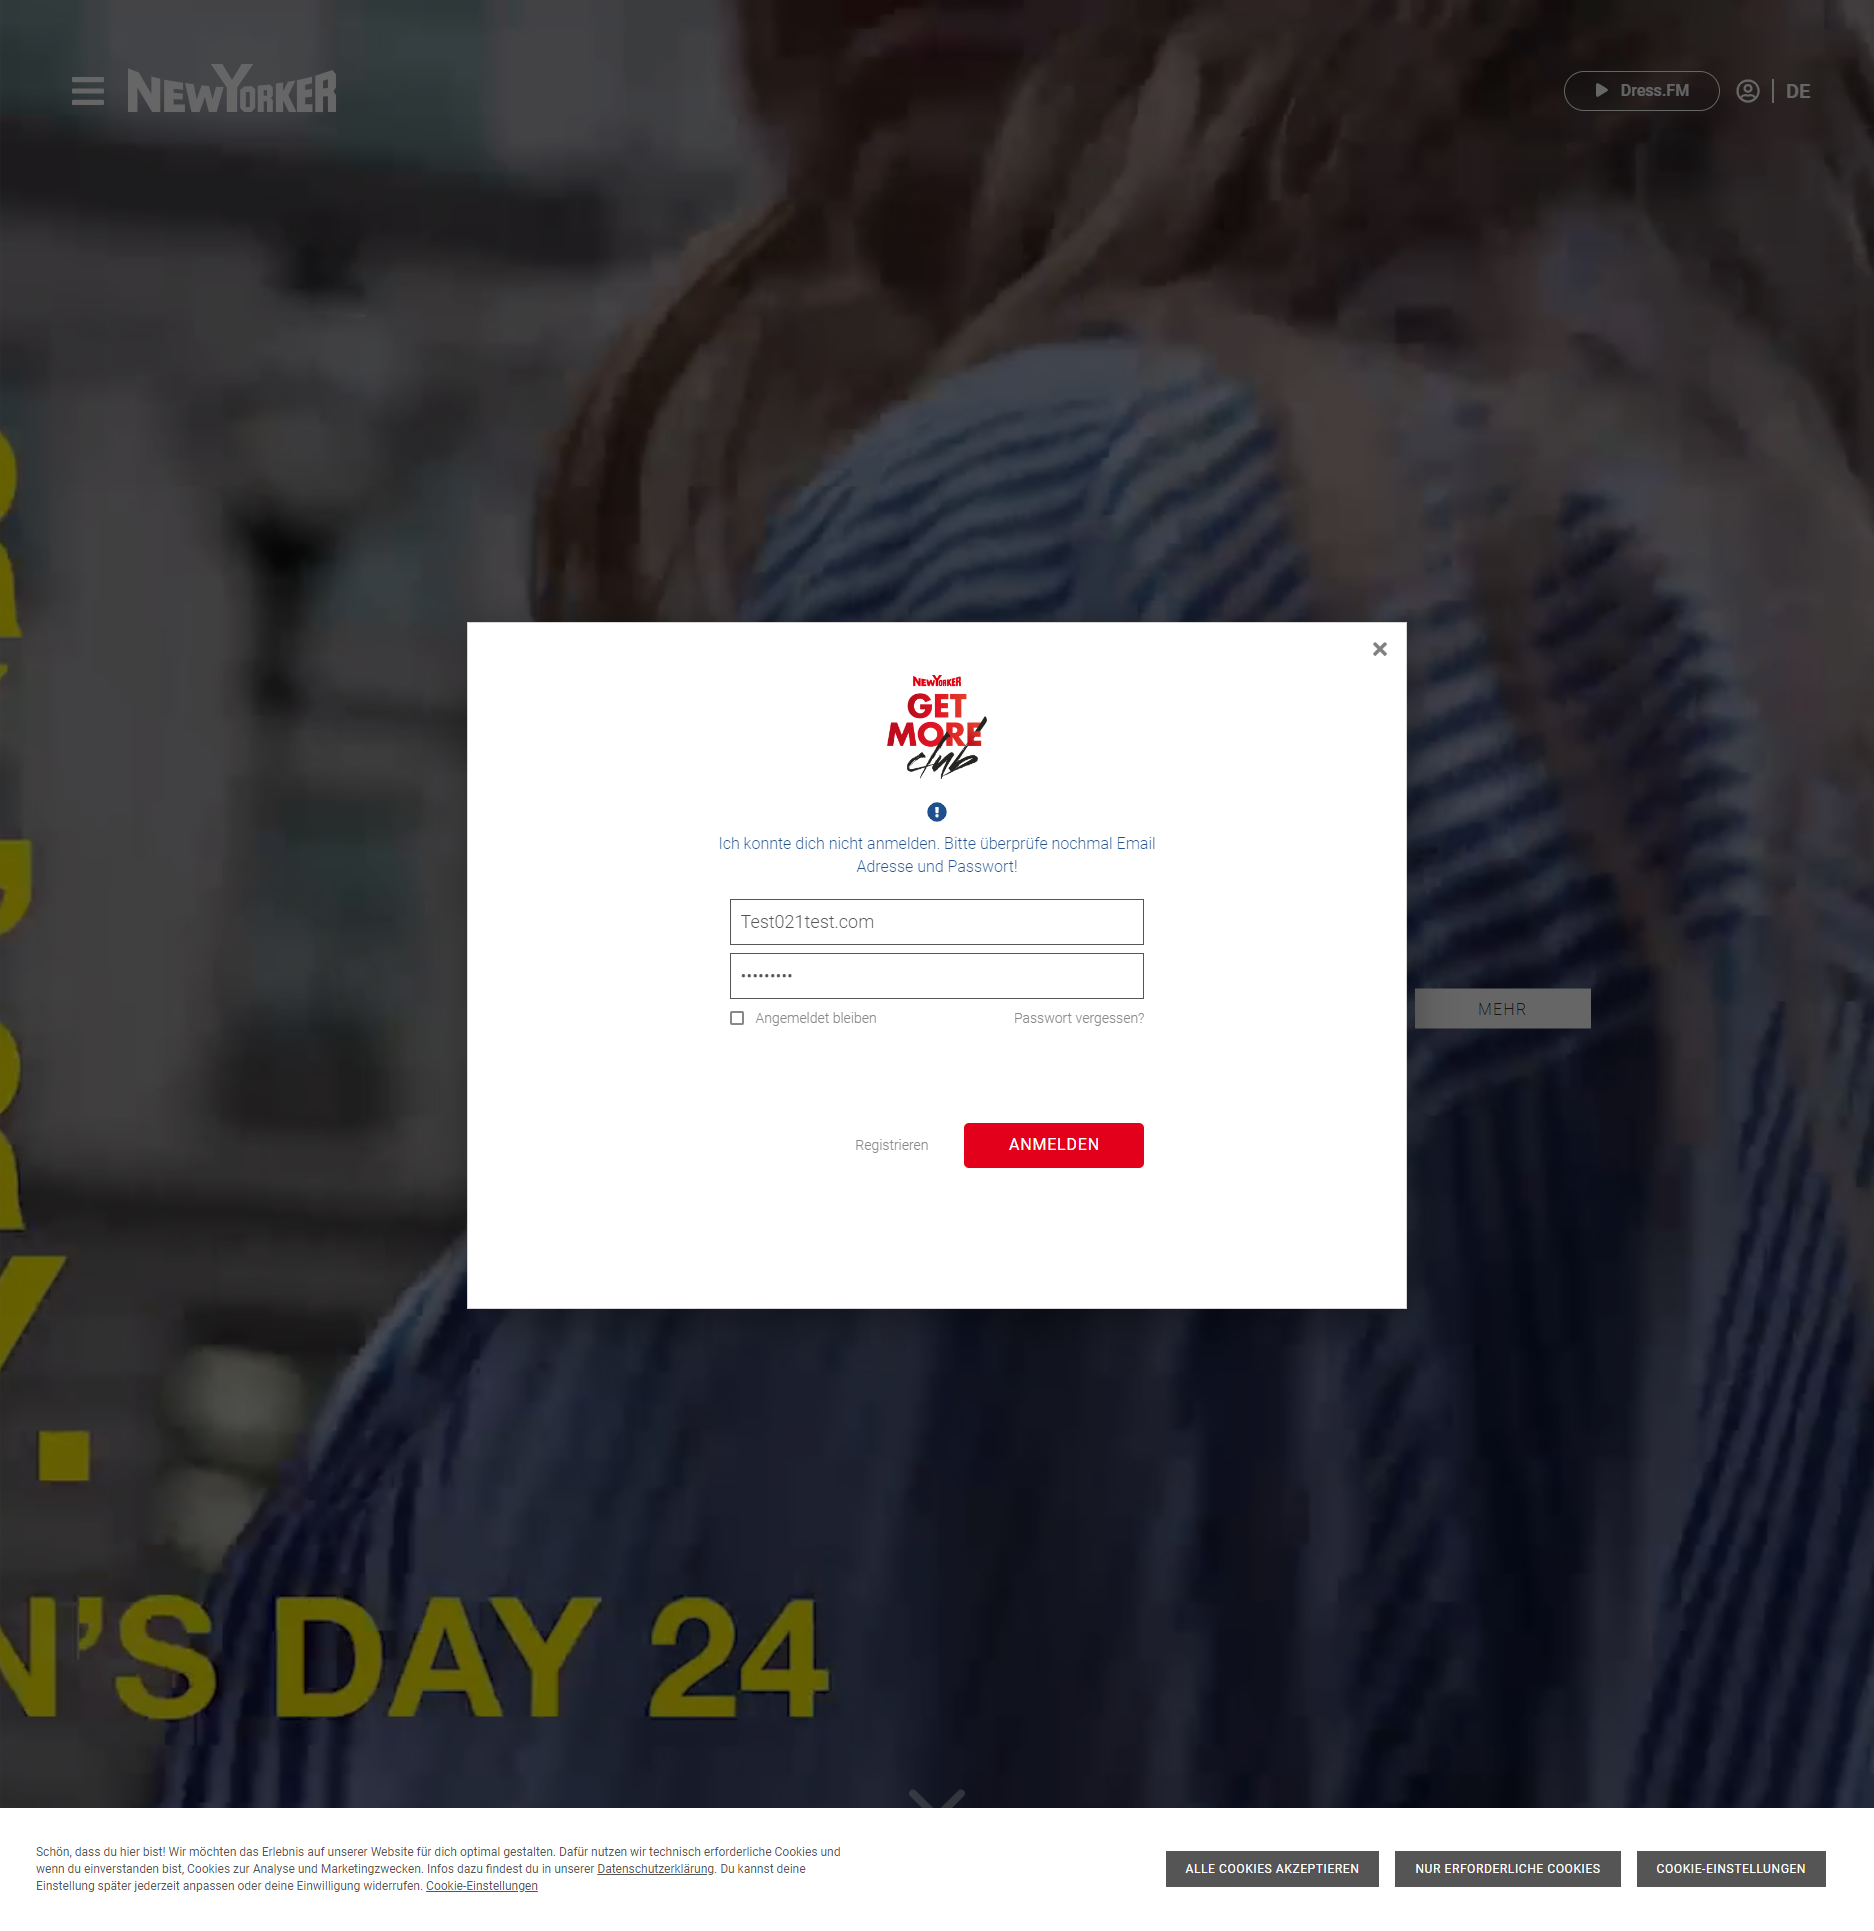 NEWYORKER
Dress.FM
DE
NEWYORKER
GET
MORE
club
Ich konnte dich nicht anmelden. Bitte überprüfe nochmal Email
Adresse und Passwort!
Test021test.com
Angemeldet bleiben
Passwort vergessen?
MEHR
Registrieren
ANMELDEN
N'S DAY 24
Schön, dass du hier bist! Wir möchten das Erlebnis auf unserer Website für dich optimal gestalten. Dafür nutzen wir technisch erforderliche Cookies und
wenn du einverstanden bist, Cookies zur Analyse und Marketingzwecken. Infos dazu findest du in unserer Datenschutzerklärung. Du kannst deine
Einstellung später jederzeit anpassen oder deine Einwilligung widerrufen. Cookie-Einstellungen
ALLE COOKIES AKZEPTIEREN
NUR ERFORDERLICHE COOKIES
COOKIE-EINSTELLUNGEN